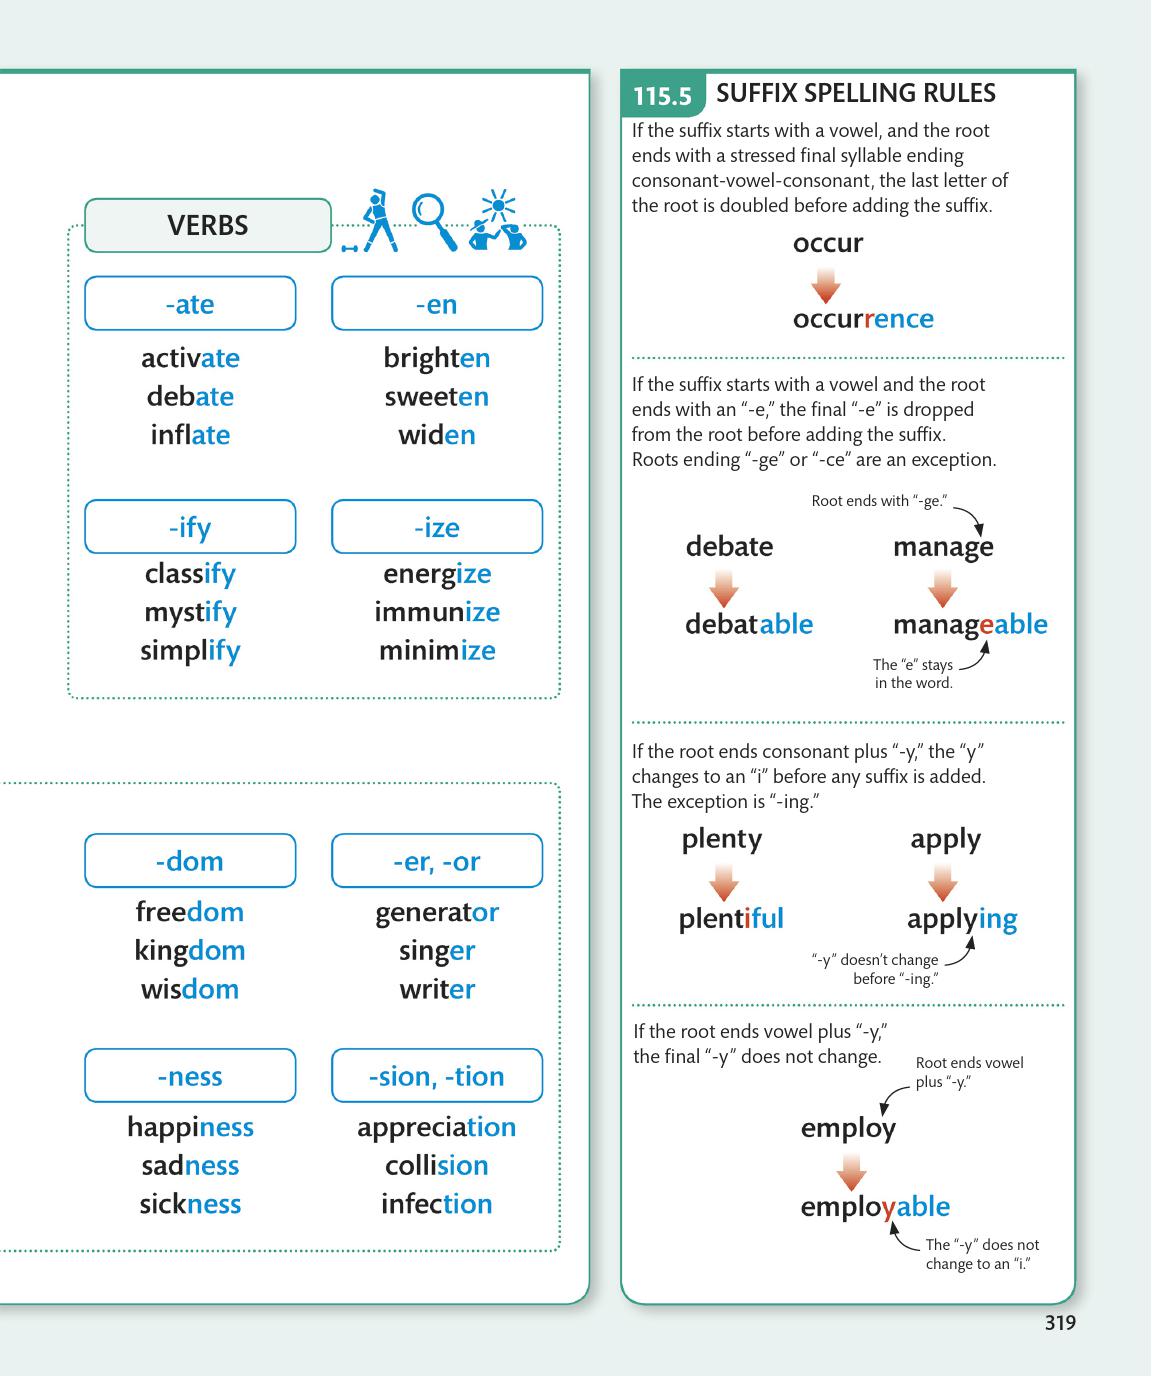 VERBS
-ate
activate
debate
inflate
-en
brighten
sweeten
widen
-ify
classify
mystify
simplify
-ize
energize
immunize
minimize
-dom
freedom
kingdom
wisdom
-er, -or
generator
singer
writer
-ness
happiness
sadness
sickness
-sion, -tion
appreciation
collision
infection
115.5 SUFFIX SPELLING RULES
If the suffix starts with a vowel, and the root
ends with a stressed final syllable ending
consonant-vowel-consonant, the last letter of
the root is doubled before adding the suffix.
occur
occurrence
If the suffix starts with a vowel and the root
ends with an “-e,” the final “-e” is dropped
from the root before adding the suffix.
Roots ending “-ge” or “-ce” are an exception.
debate
debatable
Root ends with “-ge.”
manage
manageable
The “e” stays
in the word.
If the root ends consonant plus “-y,” the “y”
changes to an “i” before any suffix is added.
The exception is “-ing.”
plenty
plentiful
apply
applying
“-y” doesn’t change
before “-ing.”
If the root ends vowel plus “-y,”
the final “-y” does not change.
Root ends vowel
plus “-y.”
employ
employable
The “-y” does not
change to an “i.”
319